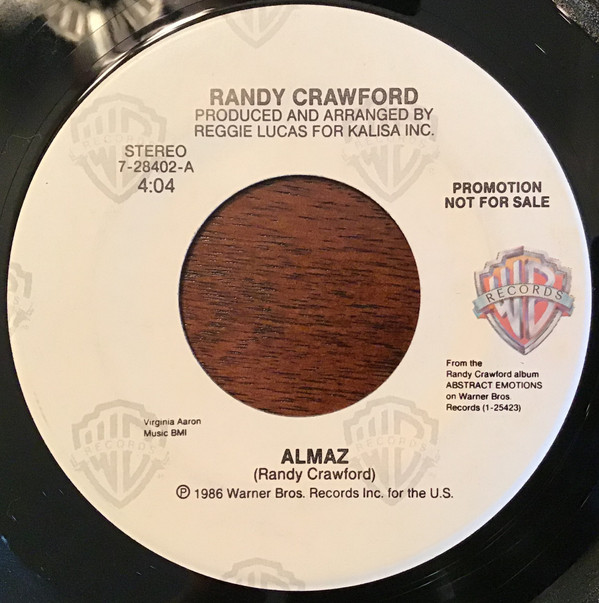 RANDY CRAWFORD
PRODUCED AND ARRANGED BY
REGGIE LUCAS FOR KALISA INC.
STEREO
7-28402-A
4:04
PROMOTION
NOT FOR SALE
RECORDS
From the
Randy Crawford album
ABSTRACT EMOTIONS
on Warner Bros.
Records (1-25423)
Virginia Aaron
Music BMI
ALMAZ
(Randy Crawford)
℗ 1986 Warner Bros. Records Inc. for the U.S.